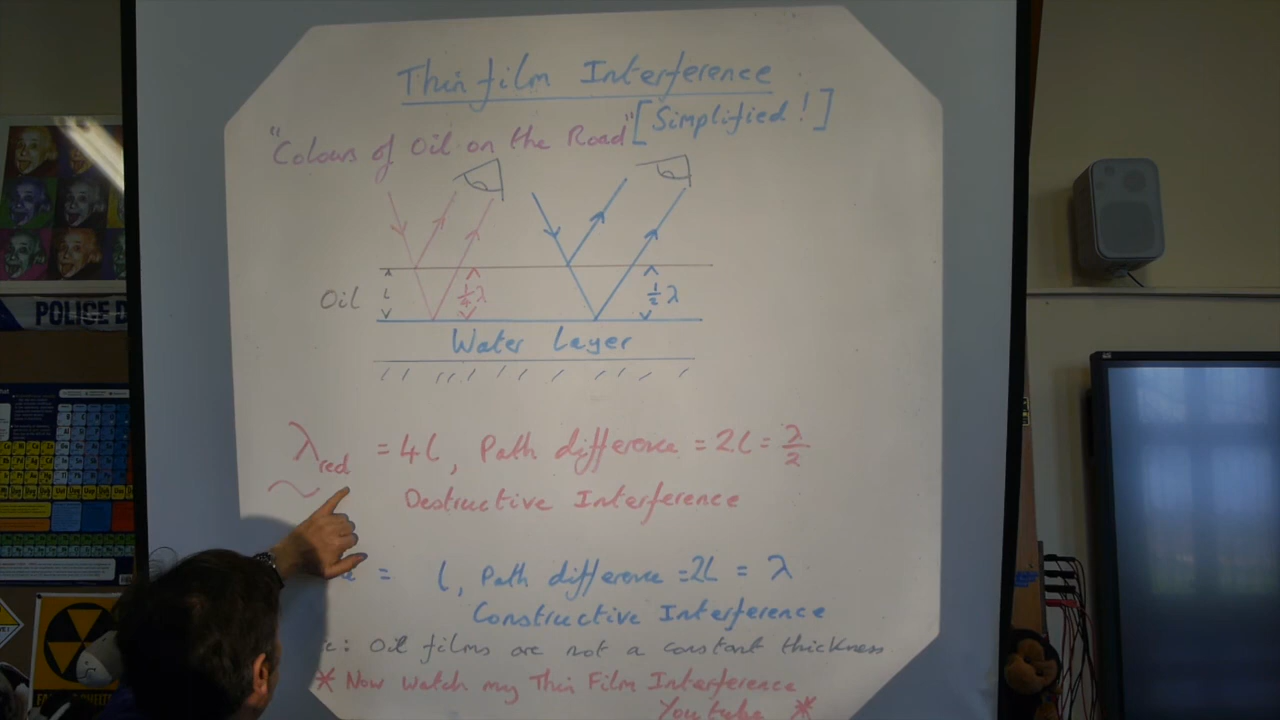 Thin film Interference
[Simplified!]
"Colours of Oil on the Road"
Oil
l
1/4 λ
1/2 λ
Water Layer
λred = 4l, Path difference = 2l = λ/2
Destructive Interference
= l, Path difference = 2l = λ
Constructive Interference
: Oil films are not a constant thickness
* Now watch my Thin Film Interference
Youtube *
POLICE